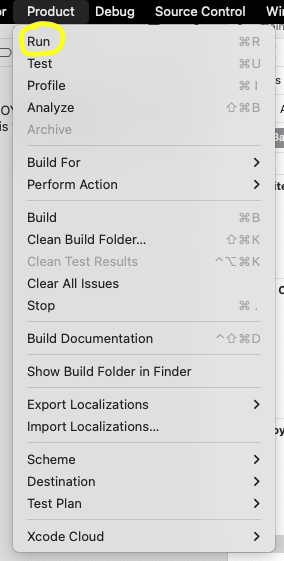 Product Debug Source Control
Run ⌘R
Test ⌘U
Profile ⌘I
Analyze ⇧⌘B
Archive
Build For
Perform Action
Build ⌘B
Clean Build Folder... ⇧⌘K
Clean Test Results ^⌥⌘K
Clear All Issues
Stop ⌘.
Build Documentation ^⇧⌘D
Show Build Folder in Finder
Export Localizations
Import Localizations...
Scheme
Destination
Test Plan
Xcode Cloud